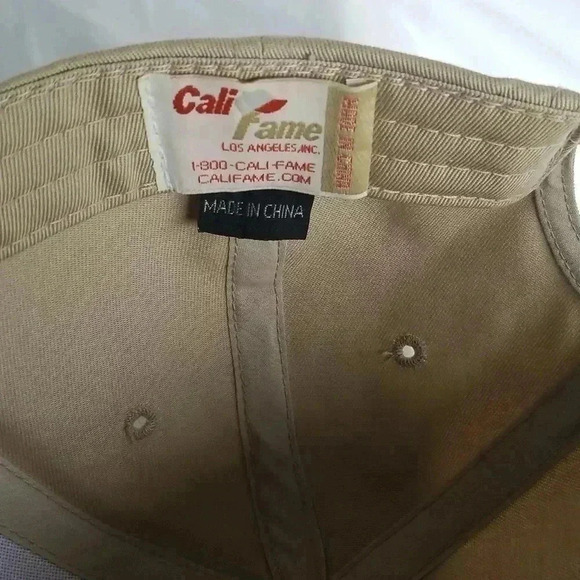 Cali
Fame
LOS ANGELES,INC.
1-800-CALI-FAME
CALIFAME.COM
MADE IN CHINA